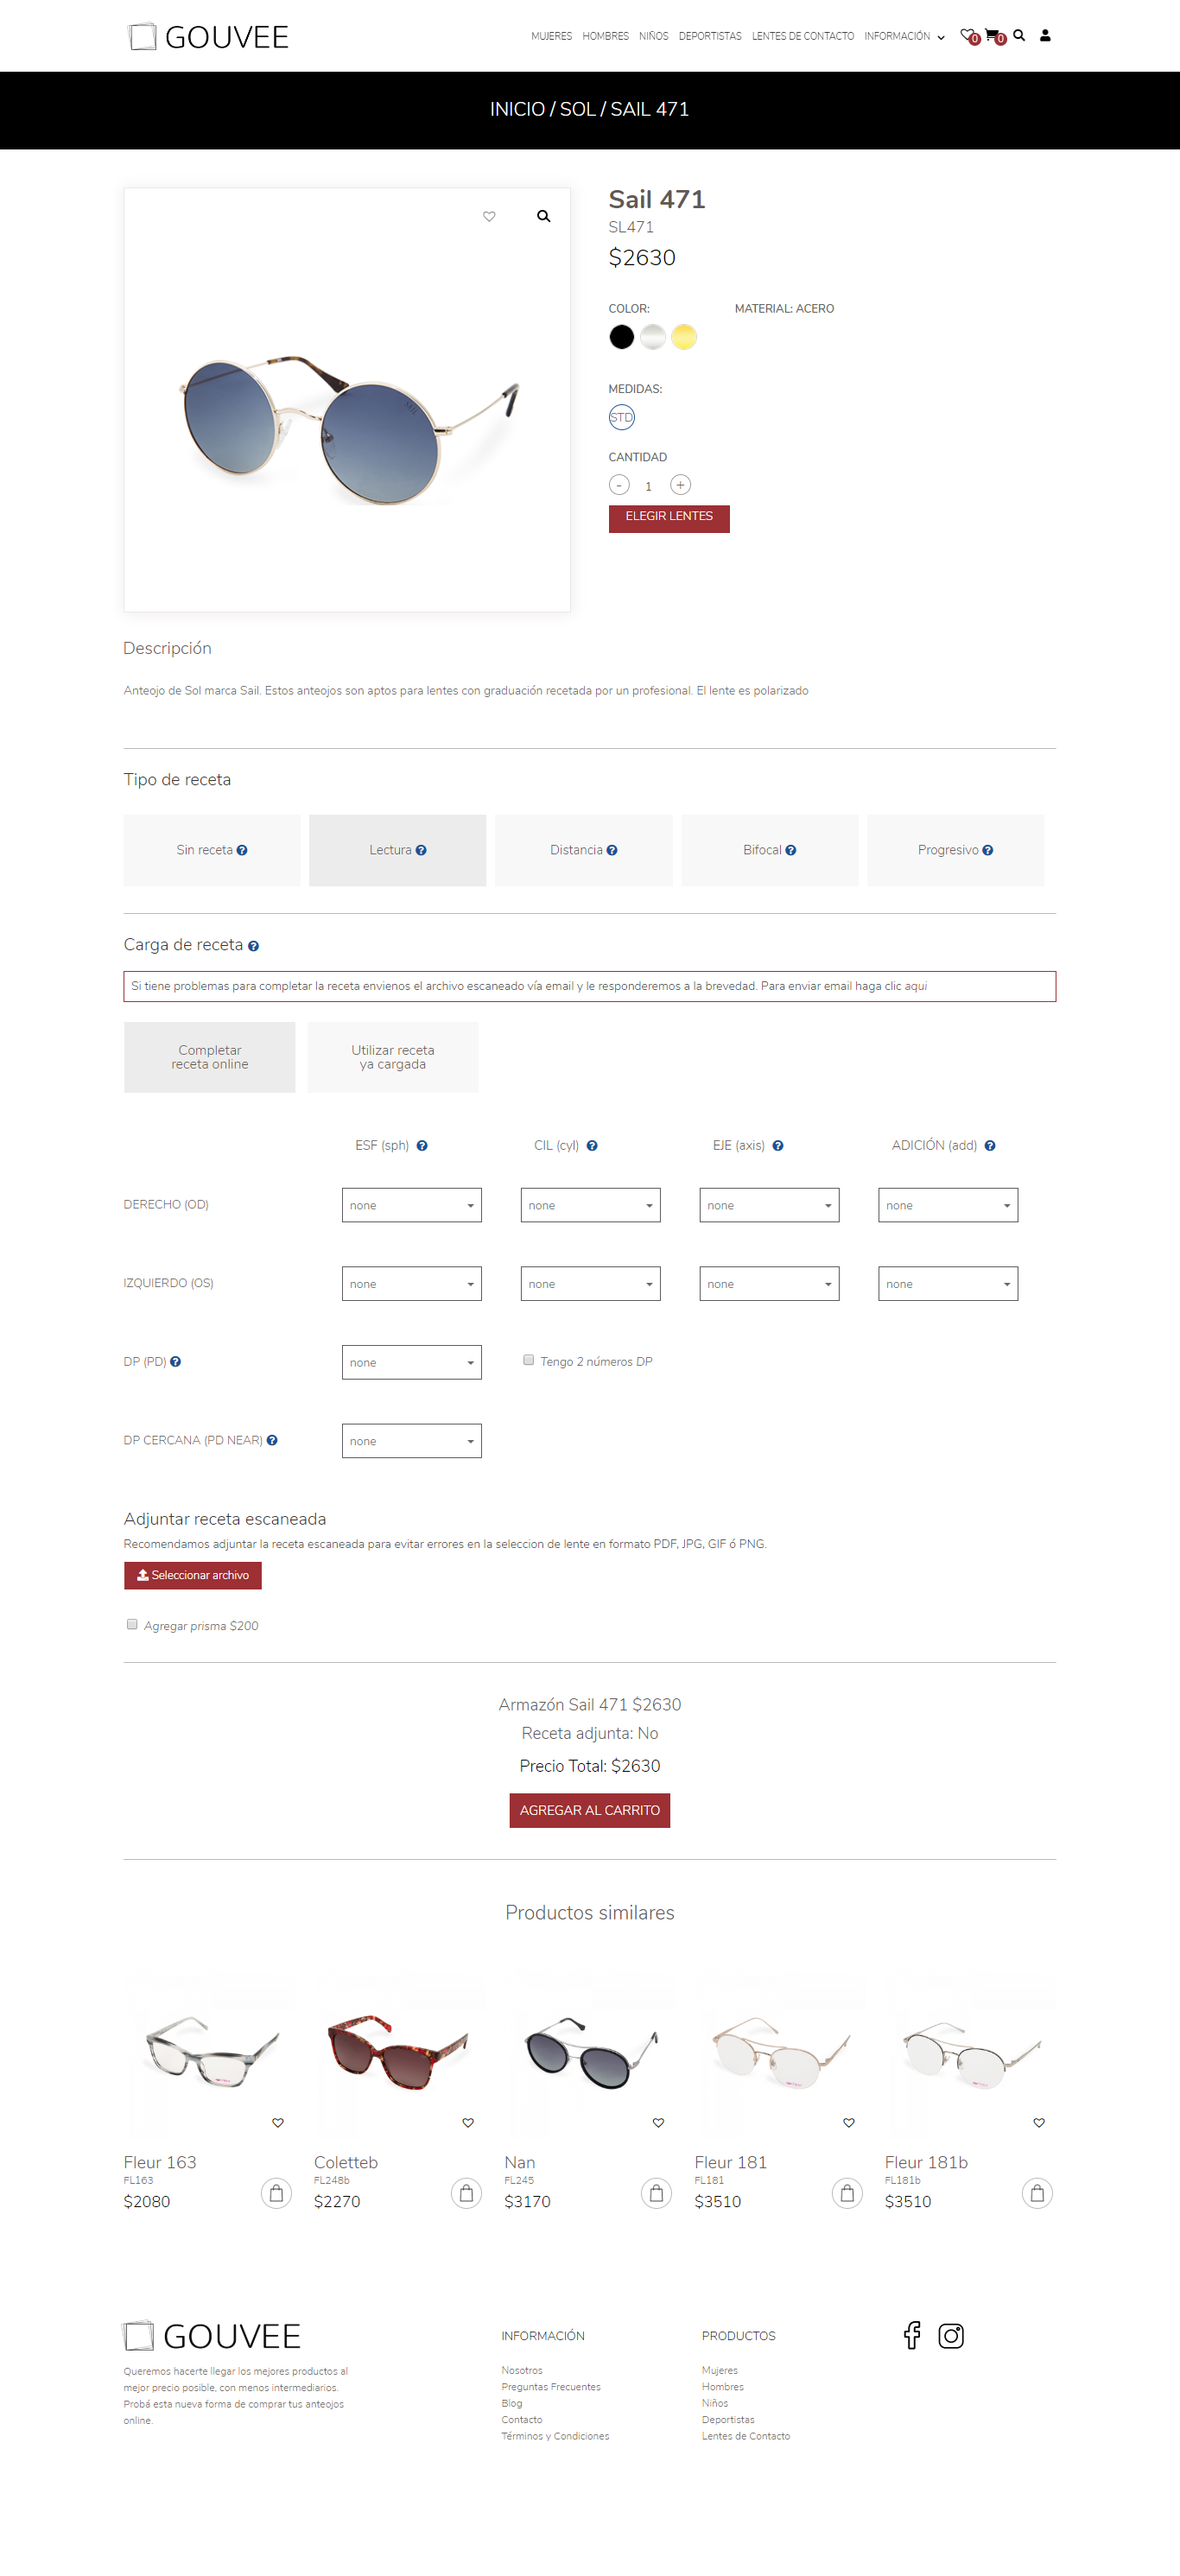 GOUVEE
MUJERES HOMBRES NIÑOS DEPORTISTAS LENTES DE CONTACTO INFORMACIÓN 0 0
INICIO / SOL / SAIL 471
Sail 471
SL471
$2630
COLOR: MATERIAL: ACERO
MEDIDAS:
STD
CANTIDAD
- 1 +
ELEGIR LENTES
SAIL
Descripción
Anteojo de Sol marca Sail. Estos anteojos son aptos para lentes con graduación recetada por un profesional. El lente es polarizado
Tipo de receta
Sin receta ? Lectura ? Distancia ? Bifocal ? Progresivo ?
Carga de receta ?
Si tiene problemas para completar la receta envienos el archivo escaneado vía email y le responderemos a la brevedad. Para enviar email haga clic aqui
Completar
receta online
Utilizar receta
ya cargada
ESF (sph) ? CIL (cyl) ? EJE (axis) ? ADICIÓN (add) ?
DERECHO (OD) none none none none
IZQUIERDO (OS) none none none none
DP (PD) ? none Tengo 2 números DP
DP CERCANA (PD NEAR) ? none
Adjuntar receta escaneada
Recomendamos adjuntar la receta escaneada para evitar errores en la seleccion de lente en formato PDF, JPG, GIF ó PNG.
Seleccionar archivo
Agregar prisma $200
Armazón Sail 471 $2630
Receta adjunta: No
Precio Total: $2630
AGREGAR AL CARRITO
Productos similares
Fleur 163
FL163
$2080
Coletteb
FL248b
$2270
Nan
FL245
$3170
Fleur 181
FL181
$3510
Fleur 181b
FL181b
$3510
GOUVEE
Queremos hacerte llegar los mejores productos al
mejor precio posible, con menos intermediarios.
Probá esta nueva forma de comprar tus anteojos
online.
INFORMACIÓN
Nosotros
Preguntas Frecuentes
Blog
Contacto
Términos y Condiciones
PRODUCTOS
Mujeres
Hombres
Niños
Deportistas
Lentes de Contacto